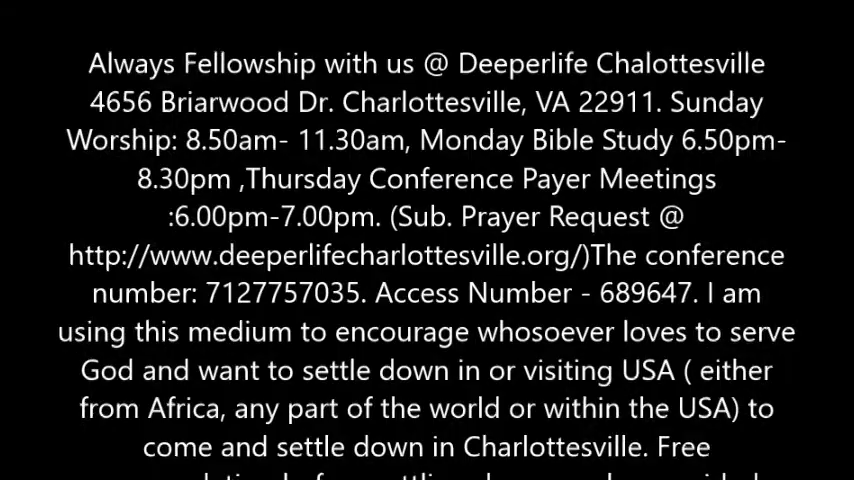 Always Fellowship with us @ Deeperlife Chalottesville
4656 Briarwood Dr. Charlottesville, VA 22911. Sunday
Worship: 8.50am- 11.30am, Monday Bible Study 6.50pm-
8.30pm ,Thursday Conference Payer Meetings
:6.00pm-7.00pm. (Sub. Prayer Request @
http://www.deeperlifecharlottesville.org/)The conference
number: 7127757035. Access Number - 689647. I am
using this medium to encourage whosoever loves to serve
God and want to settle down in or visiting USA ( either
from Africa, any part of the world or within the USA) to
come and settle down in Charlottesville. Free